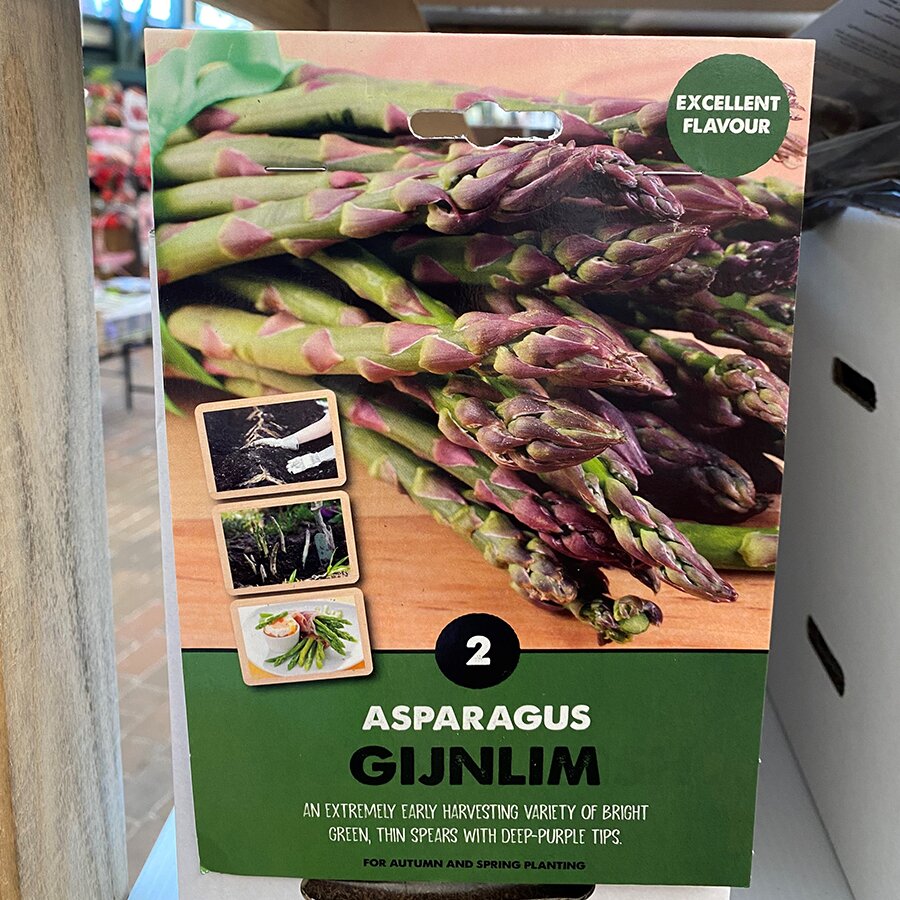 EXCELLENT
FLAVOUR
2
ASPARAGUS
GIJNLIM
AN EXTREMELY EARLY HARVESTING VARIETY OF BRIGHT
GREEN, THIN SPEARS WITH DEEP-PURPLE TIPS.
FOR AUTUMN AND SPRING PLANTING